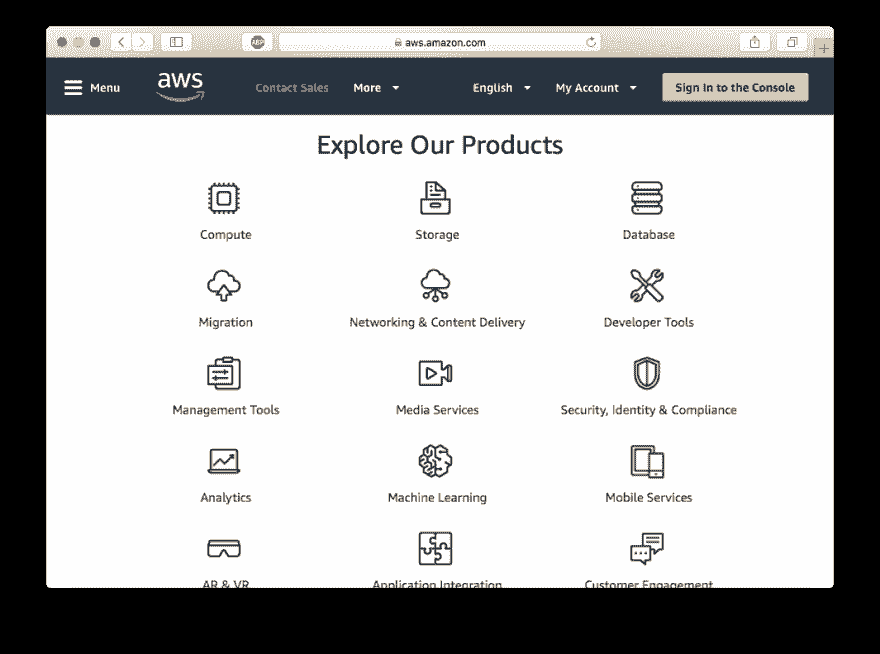 ABP aws.amazon.com
Menu aws Contact Sales More English My Account Sign In to the Console
Explore Our Products
Compute Storage Database
Migration Networking & Content Delivery Developer Tools
Management Tools Media Services Security, Identity & Compliance
Analytics Machine Learning Mobile Services
AR & VR Application Integration Customer Engagement